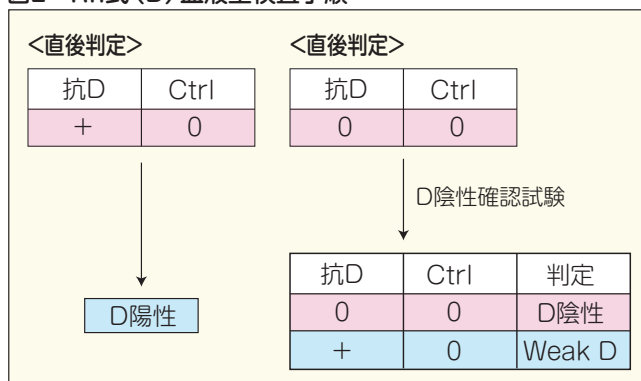 <直後判定>
抗D Ctrl
+ 0
D陽性
<直後判定>
抗D Ctrl
0 0
D陰性確認試験
抗D Ctrl 判定
0 0 D陰性
+ 0 Weak D